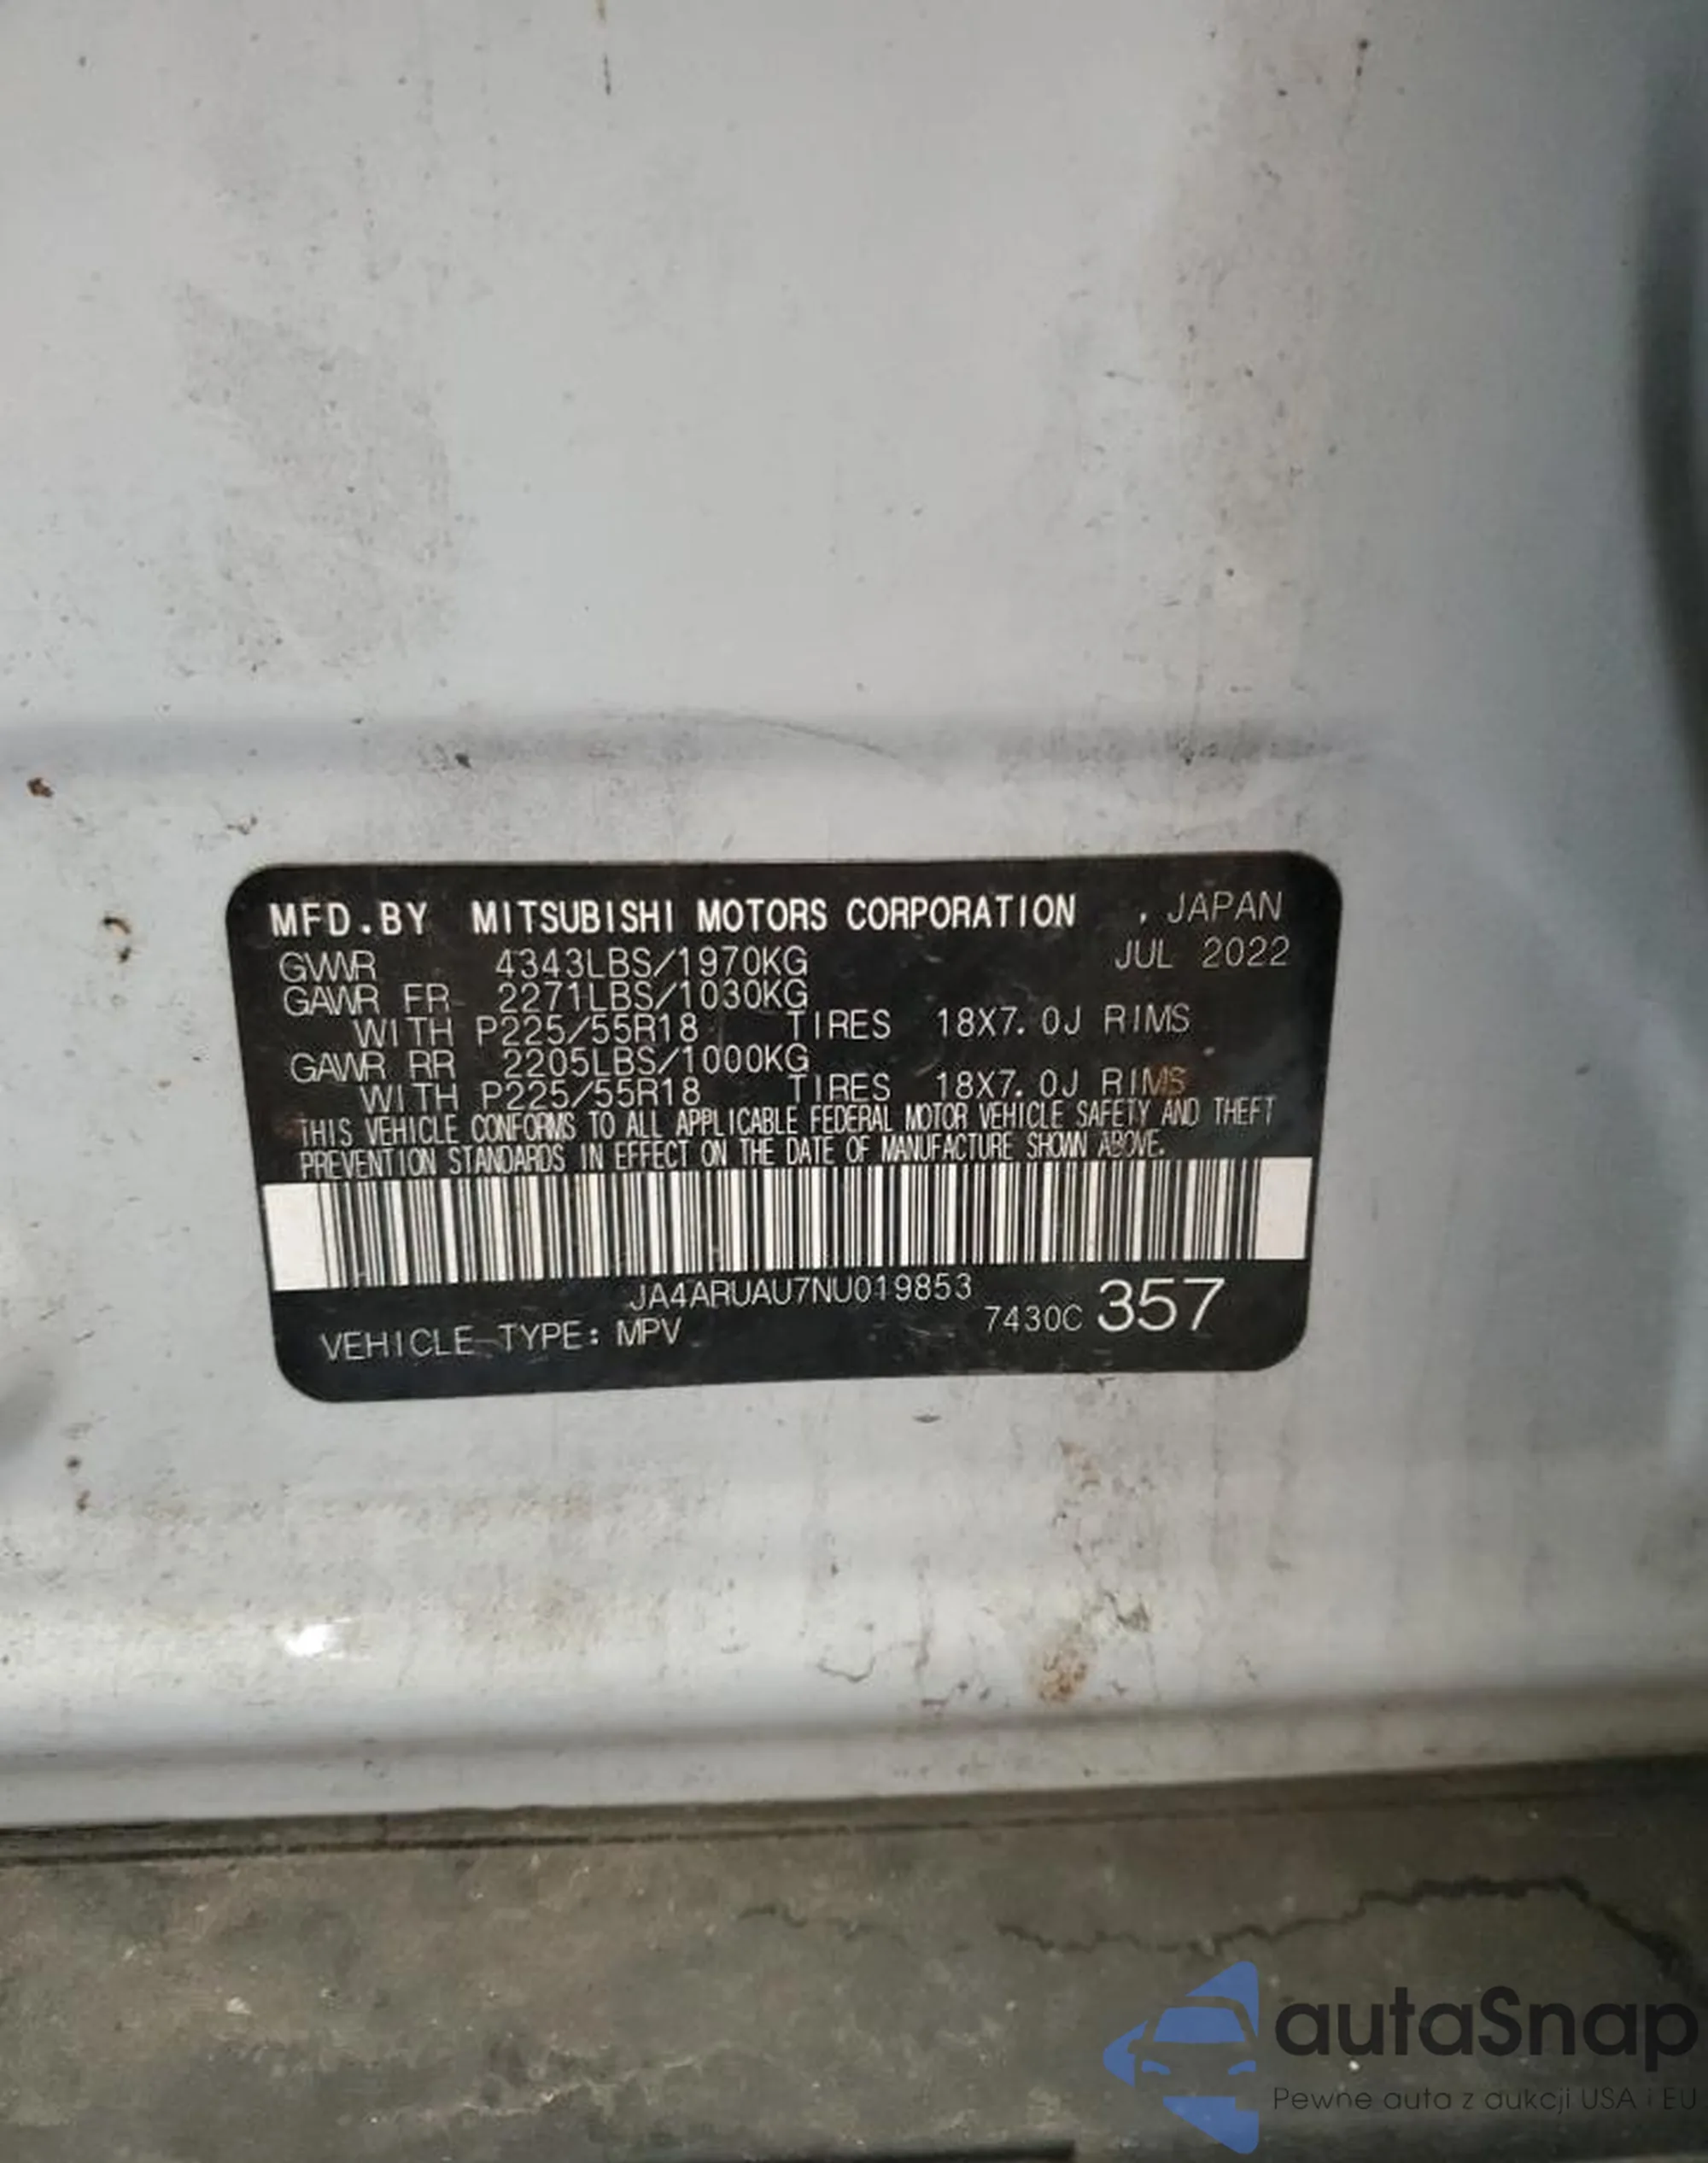 MFD.BY MITSUBISHI MOTORS CORPORATION , JAPAN
GVWR 4343LBS/1970KG JUL 2022
GAWR FR 2271LBS/1030KG
WITH P225/55R18 TIRES 18X7.0J RIMS
GAWR RR 2205LBS/1000KG
WITH P225/55R18 TIRES 18X7.0J RIMS
THIS VEHICLE CONFORMS TO ALL APPLICABLE FEDERAL MOTOR VEHICLE SAFETY AND THEFT
PREVENTION STANDARDS IN EFFECT ON THE DATE OF MANUFACTURE SHOWN ABOVE.
JA4ARUAU7NU019853
VEHICLE TYPE: MPV 7430C 357
autaSnap
Pewne auta z aukcji USA i EU